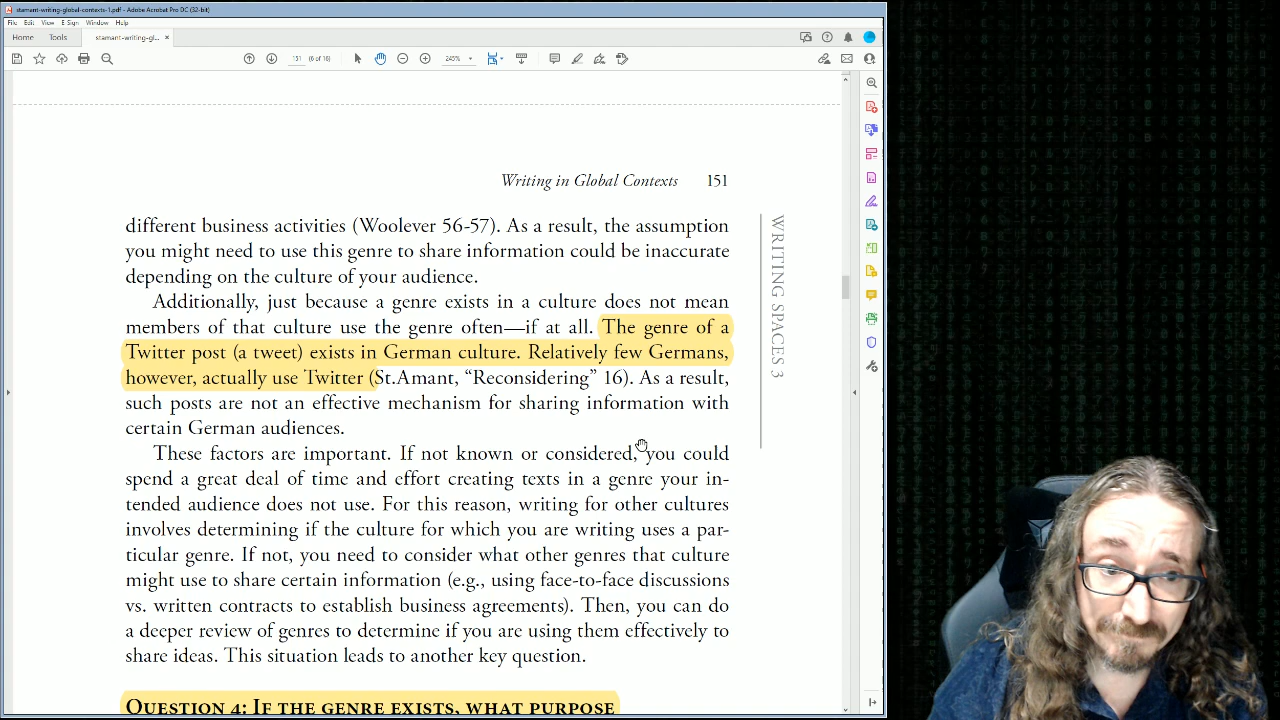 stamant-writing-global-contexts-1.pdf - Adobe Acrobat Pro DC (32-bit)
File Edit View E-Sign Window Help
Home Tools stamant-writing-gl... ×
151 (6 of 15) 245%
Writing in Global Contexts 151
different business activities (Woolever 56-57). As a result, the assumption
you might need to use this genre to share information could be inaccurate
depending on the culture of your audience.
Additionally, just because a genre exists in a culture does not mean
members of that culture use the genre often—if at all. The genre of a
Twitter post (a tweet) exists in German culture. Relatively few Germans,
however, actually use Twitter (St.Amant, “Reconsidering” 16). As a result,
such posts are not an effective mechanism for sharing information with
certain German audiences.
These factors are important. If not known or considered, you could
spend a great deal of time and effort creating texts in a genre your in-
tended audience does not use. For this reason, writing for other cultures
involves determining if the culture for which you are writing uses a par-
ticular genre. If not, you need to consider what other genres that culture
might use to share certain information (e.g., using face-to-face discussions
vs. written contracts to establish business agreements). Then, you can do
a deeper review of genres to determine if you are using them effectively to
share ideas. This situation leads to another key question.
QUESTION 4: IF THE GENRE EXISTS, WHAT PURPOSE
WRITING SPACES 3